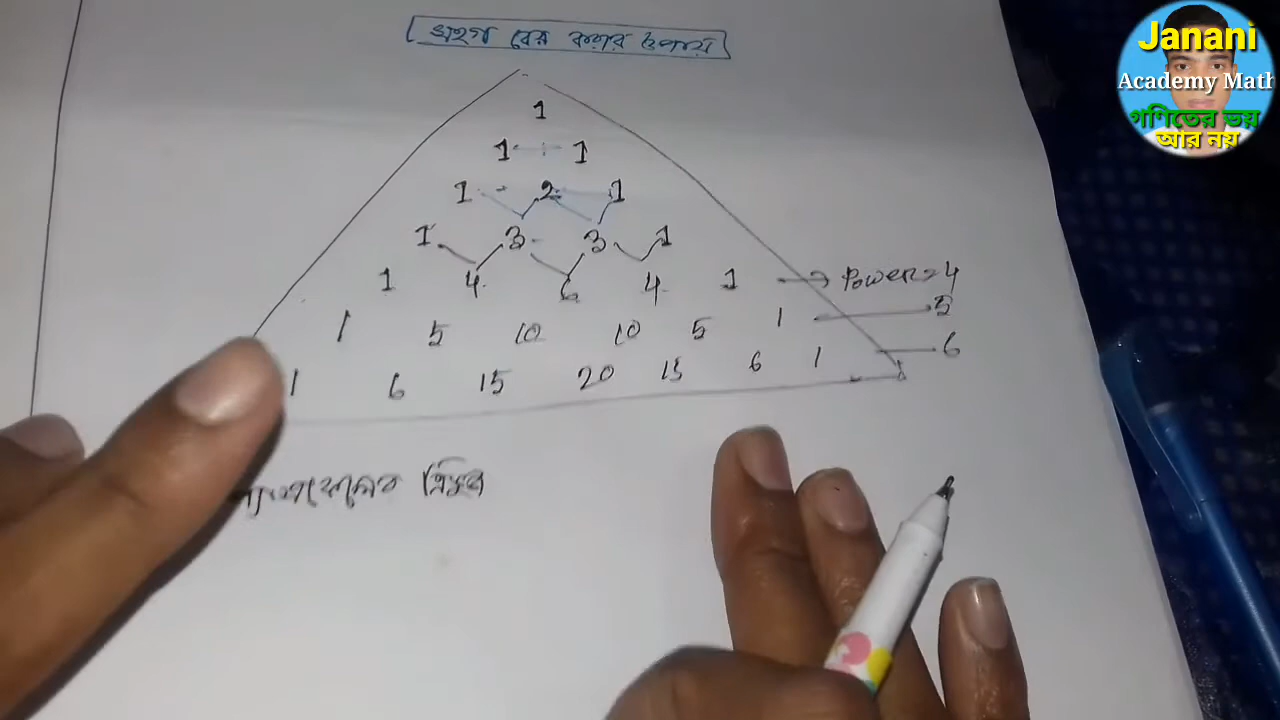 সহগ বের করার উপায়
1
1 1
1 2 1
1 3 3 1
1 4 6 4 1 → Power = 4
1 5 10 10 5 1 5
1 6 15 20 15 6 1 6
প্যাসকেলের ত্রিভুজ
Janani
Academy Math
গণিতের ভয়
আর নয়